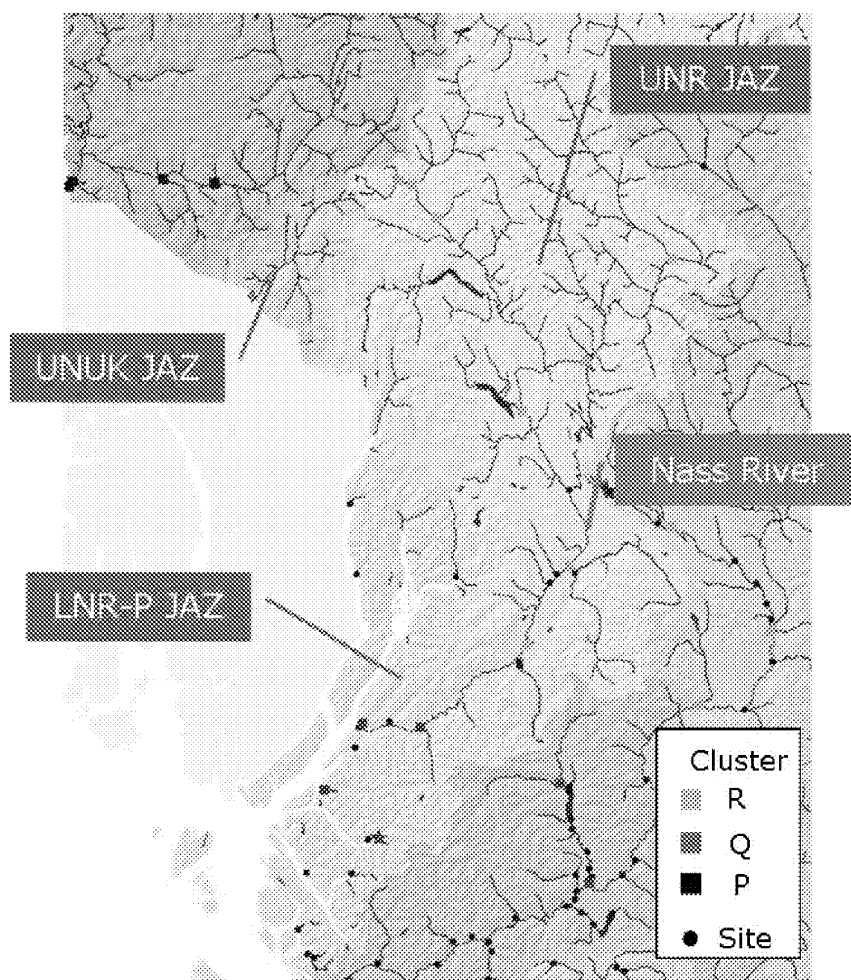 UNR JAZ
UNUK JAZ
Nass River
LNR-P JAZ
Cluster
R
Q
P
Site